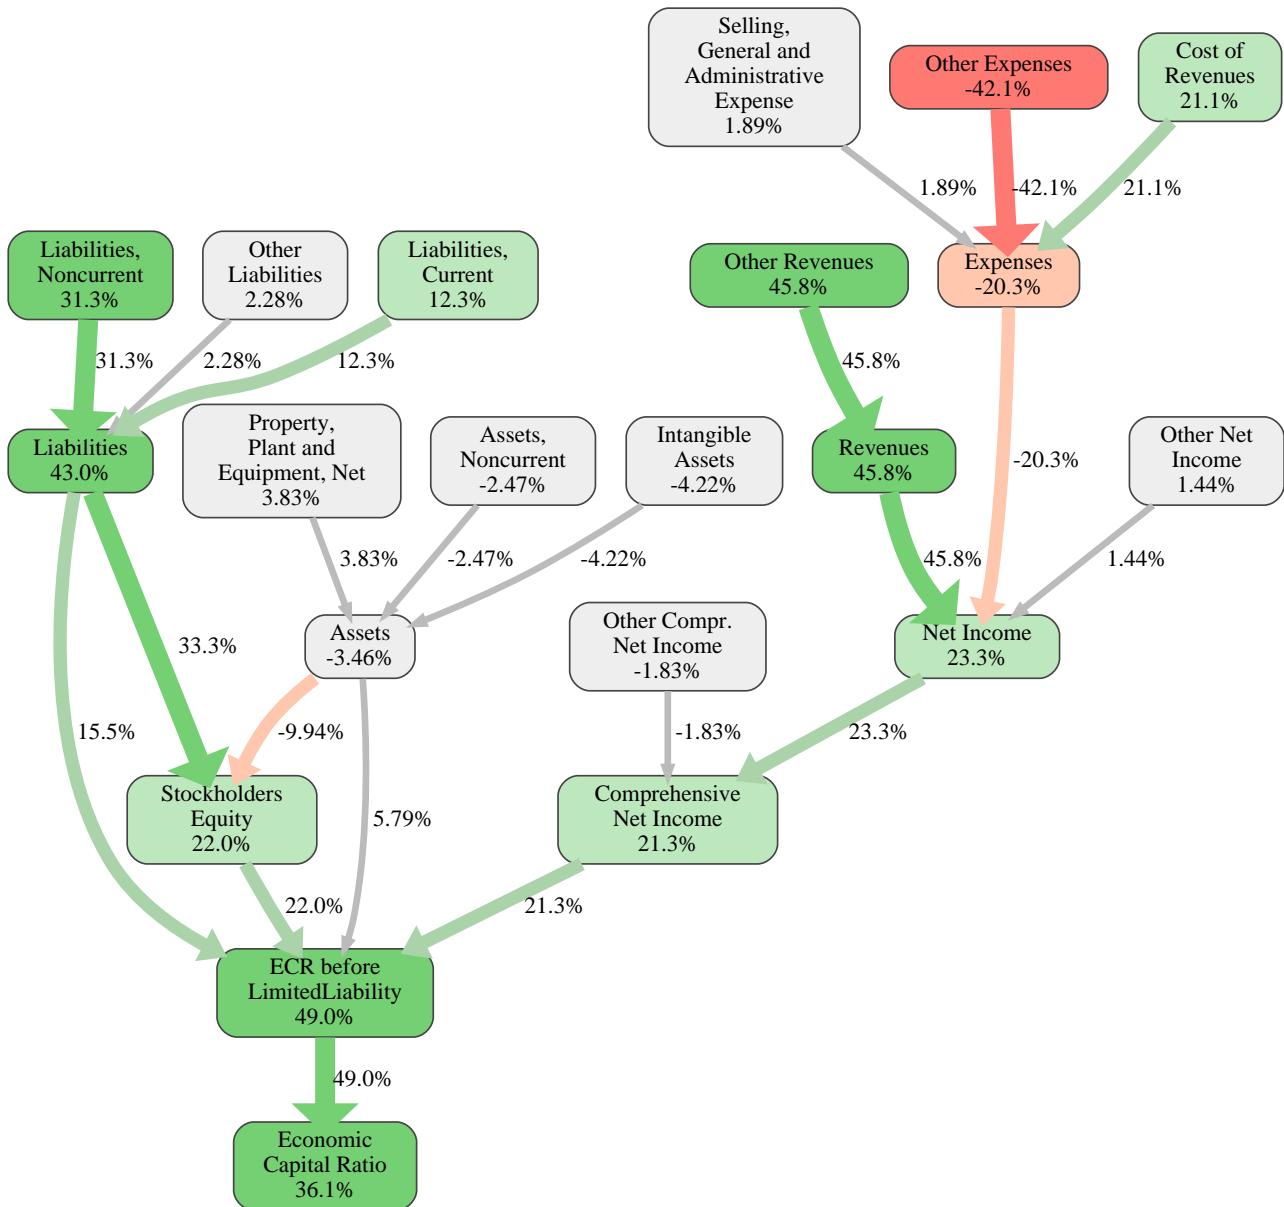 Selling,
General and
Administrative
Expense
1.89%
Other Expenses
-42.1%
Cost of
Revenues
21.1%
1.89%
-42.1%
21.1%
Liabilities,
Noncurrent
31.3%
Other
Liabilities
2.28%
Liabilities,
Current
12.3%
Other Revenues
45.8%
Expenses
-20.3%
31.3%
2.28%
12.3%
45.8%
Liabilities
43.0%
Property,
Plant and
Equipment, Net
3.83%
Assets,
Noncurrent
-2.47%
Intangible
Assets
-4.22%
Revenues
45.8%
-20.3%
Other Net
Income
1.44%
3.83%
-2.47%
-4.22%
45.8%
1.44%
Assets
-3.46%
Other Compr.
Net Income
-1.83%
Net Income
23.3%
33.3%
15.5%
-9.94%
-1.83%
23.3%
Stockholders
Equity
22.0%
5.79%
Comprehensive
Net Income
21.3%
22.0%
21.3%
ECR before
LimitedLiability
49.0%
49.0%
Economic
Capital Ratio
36.1%